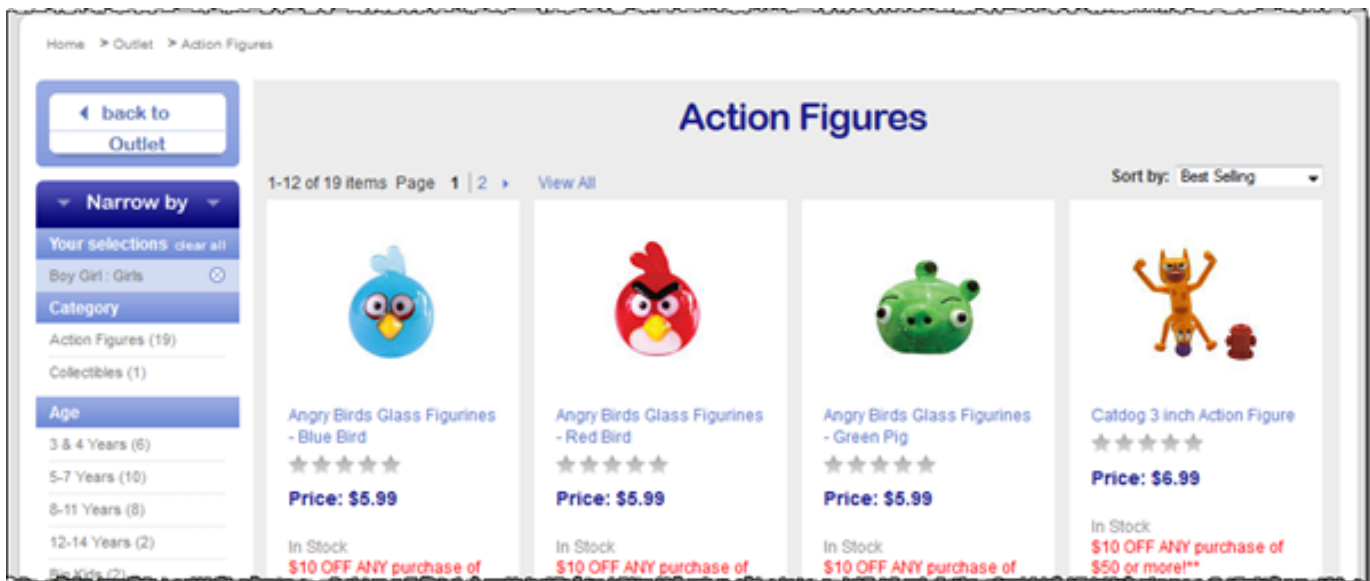 Home > Outlet > Action Figures
back to
Outlet
Narrow by
Your selections clear all
Boy Girl : Girls
Category
Action Figures (19)
Collectibles (1)
Age
3 & 4 Years (6)
5-7 Years (10)
8-11 Years (8)
12-14 Years (2)
Big Kids (2)
Action Figures
1-12 of 19 items Page 1 | 2 View All
Sort by: Best Selling
Angry Birds Glass Figurines
- Blue Bird
Price: $5.99
In Stock
$10 OFF ANY purchase of
Angry Birds Glass Figurines
- Red Bird
Price: $5.99
In Stock
$10 OFF ANY purchase of
Angry Birds Glass Figurines
- Green Pig
Price: $5.99
In Stock
$10 OFF ANY purchase of
Catdog 3 inch Action Figure
Price: $6.99
In Stock
$10 OFF ANY purchase of
$50 or more!**